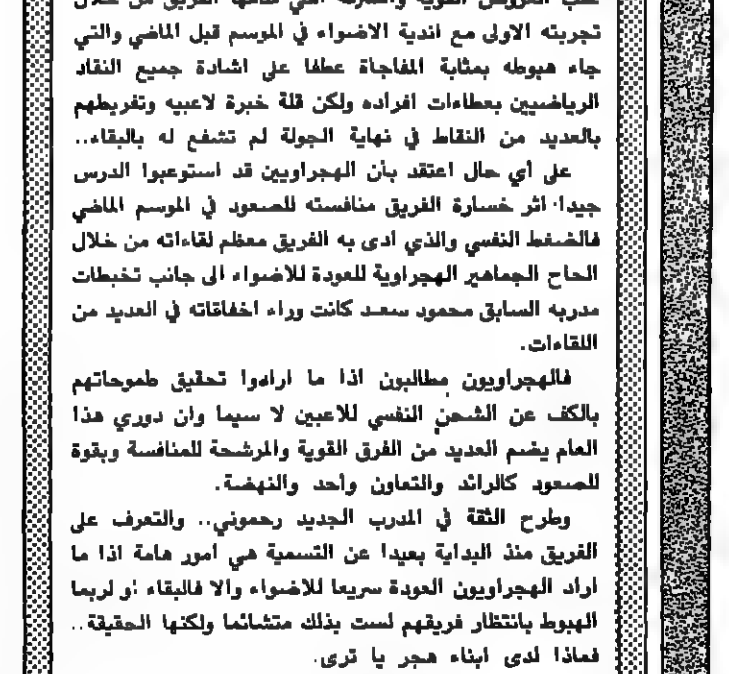 تجربته الاولى مع اندية الاضواء في الموسم قبل الماضي والتي
جاء هبوطه بمثابة المفاجاة عطفا على اشادة جميع النقاد
الرياضيين بعطاءات افراده ولكن قلة خبرة لاعبيه وتفريطهم
بالعديد من النقاط في نهاية الجولة لم تشفع له بالبقاء..
على أي حال اعتقد بأن الهجراويين قد استوعبوا الدرس
جيدا اثر خسارة الفريق منافسته للصعود في الموسم الماضي
فالضغط النفسي والذي ادى به الفريق معظم لقاءاته من خلال
الحاح الجماهير الهجراوية للعودة للاضواء الى جانب تخبطات
مدربه السابق محمود سعد كانت وراء اخفاقاته في العديد من
اللقاءات.
فالهجراويون مطالبون اذا ما ارادوا تحقيق طموحاتهم
بالكف عن الشحن النفسي للاعبين لا سيما وان دوري هذا
العام يضم العديد من الفرق القوية والمرشحة للمنافسة وبقوة
للصعود كالرائد والتعاون وأحد والنهضة.
وطرح الثقة في المدرب الجديد رحموني.. والتعرف على
الفريق منذ البداية بعيدا عن التسمية هي امور هامة اذا ما
اراد الهجراويون العودة سريعا للاضواء والا فالبقاء او لربما
الهبوط بانتظار فريقهم لست بذلك متشائما ولكنها الحقيقة..
فماذا لدى ابناء هجر يا ترى.